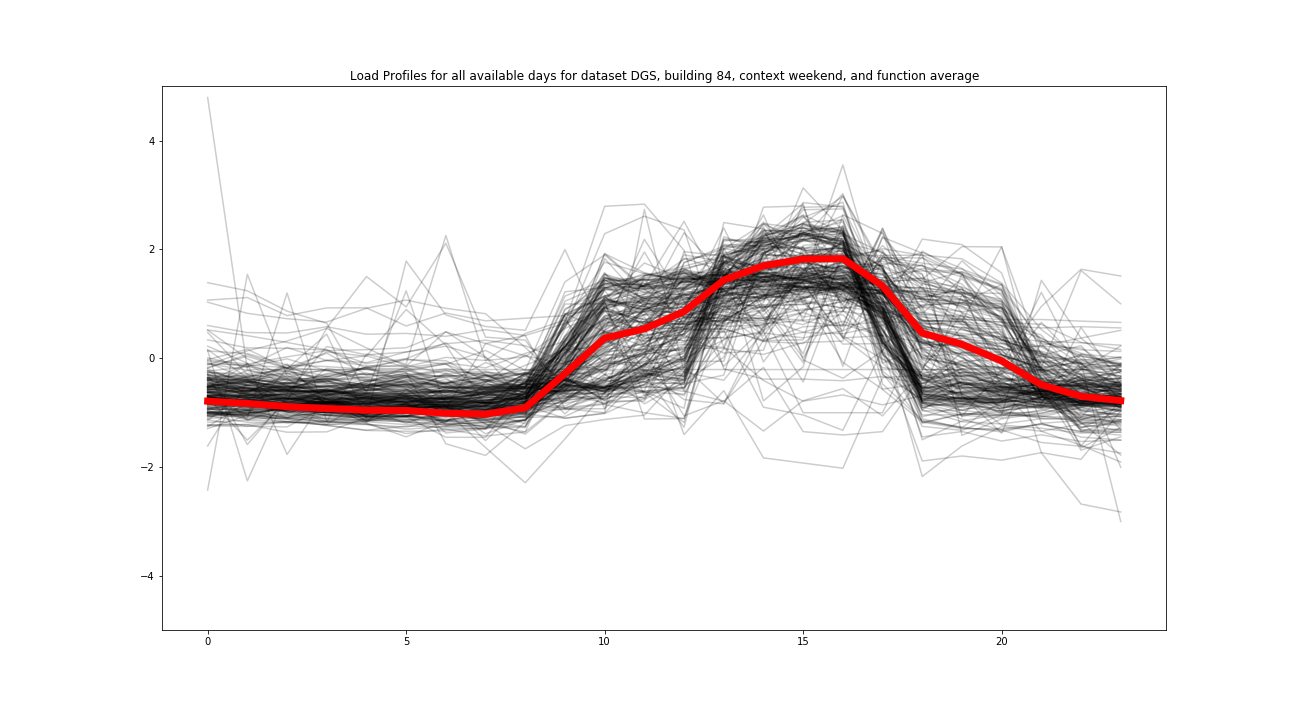 Load Profiles for all available days for dataset DGS, building 84, context weekend, and function average
4
2
0
−2
−4
0 5 10 15 20